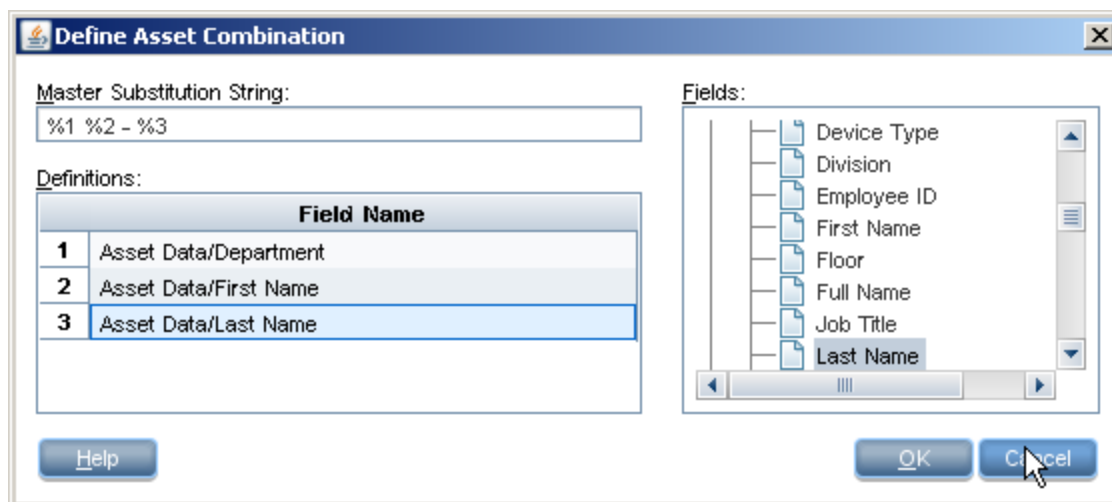 Define Asset Combination
Master Substitution String:
%1 %2 - %3
Definitions:
Field Name
1 Asset Data/Department
2 Asset Data/First Name
3 Asset Data/Last Name
Fields:
Device Type
Division
Employee ID
First Name
Floor
Full Name
Job Title
Last Name
Help
OK
Cancel